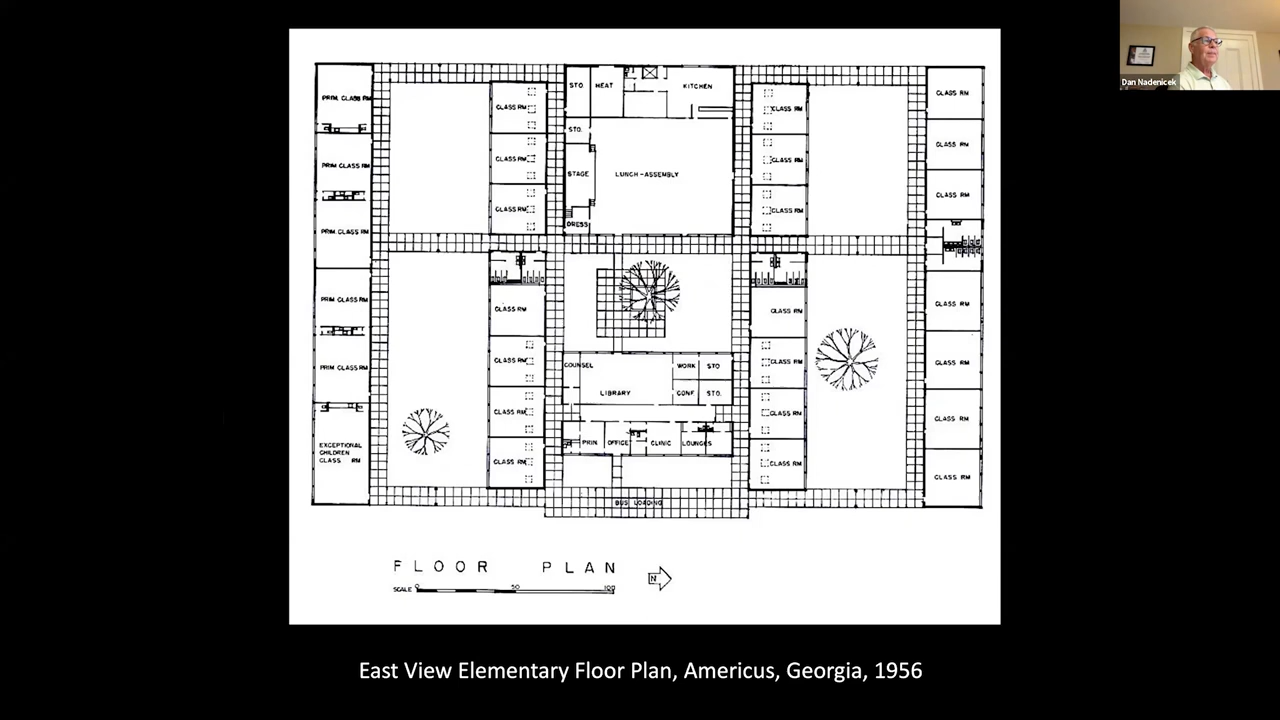 Dan Nadenicek
PRIM. CLASS RM
PRIM CLASS RM
PRIM CLASS RM
PRIM CLASS RM
PRIM CLASS RM
EXCEPTIONAL
CHILDREN
CLASS RM
CLASS RM
CLASS RM
CLASS RM
CLASS RM
CLASS RM
CLASS RM
CLASS RM
STO.
HEAT
KITCHEN
STO.
STAGE
LUNCH-ASSEMBLY
DRESS
COUNSEL
LIBRARY
WORK
STO
CONF
STO.
PRIN.
OFFICE
CLINIC
LOUNGES
BUS LOADING
CLASS RM
CLASS RM
CLASS RM
CLASS RM
CLASS RM
CLASS RM
CLASS RM
CLASS RM
CLASS RM
CLASS RM
CLASS RM
CLASS RM
CLASS RM
CLASS RM
FLOOR PLAN
SCALE 0 50 100
N
East View Elementary Floor Plan, Americus, Georgia, 1956